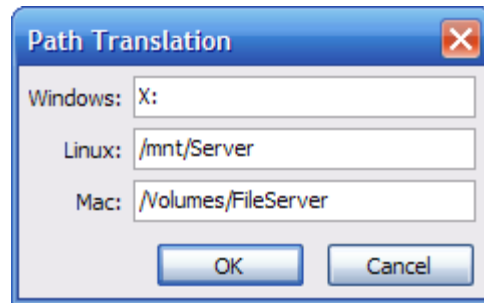 Path Translation
Windows: X:
Linux: /mnt/Server
Mac: /Volumes/FileServer
OK Cancel